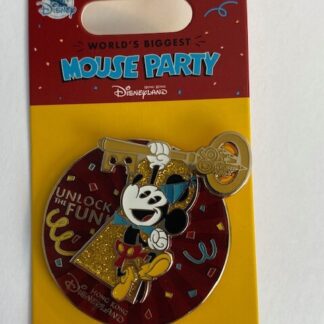 Disney
WORLD'S BIGGEST
MOUSE PARTY
HONG KONG
DISNEYLAND
UNLOCK
THE FUN!
HONG KONG
DISNEYLAND